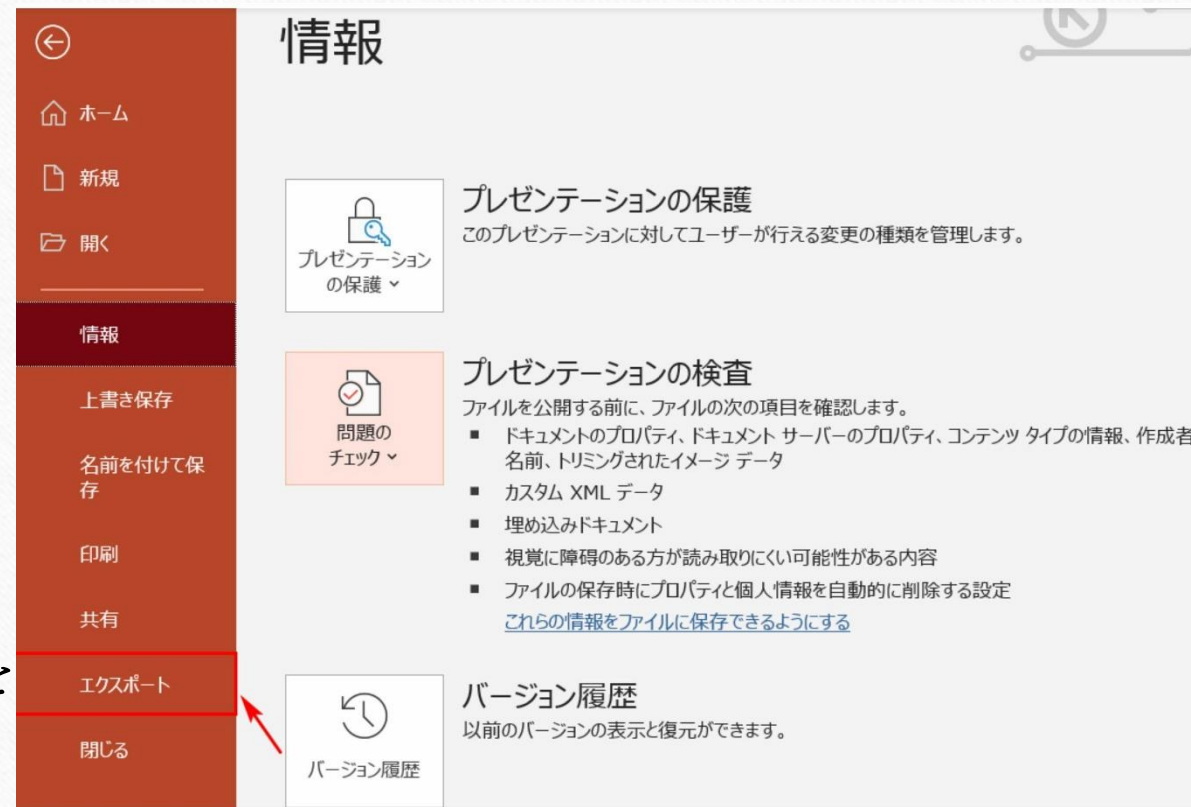 情報
ホーム
新規
開く
情報
上書き保存
名前を付けて保
存
印刷
共有
エクスポート
閉じる
プレゼンテーション
の保護
プレゼンテーションの保護
このプレゼンテーションに対してユーザーが行える変更の種類を管理します。
問題の
チェック
プレゼンテーションの検査
ファイルを公開する前に、ファイルの次の項目を確認します。
■ ドキュメントのプロパティ、ドキュメント サーバーのプロパティ、コンテンツ タイプの情報、作成者
名前、トリミングされたイメージ データ
■ カスタム XML データ
■ 埋め込みドキュメント
■ 視覚に障碍のある方が読み取りにくい可能性がある内容
■ ファイルの保存時にプロパティと個人情報を自動的に削除する設定
これらの情報をファイルに保存できるようにする
バージョン履歴
バージョン履歴
以前のバージョンの表示と復元ができます。